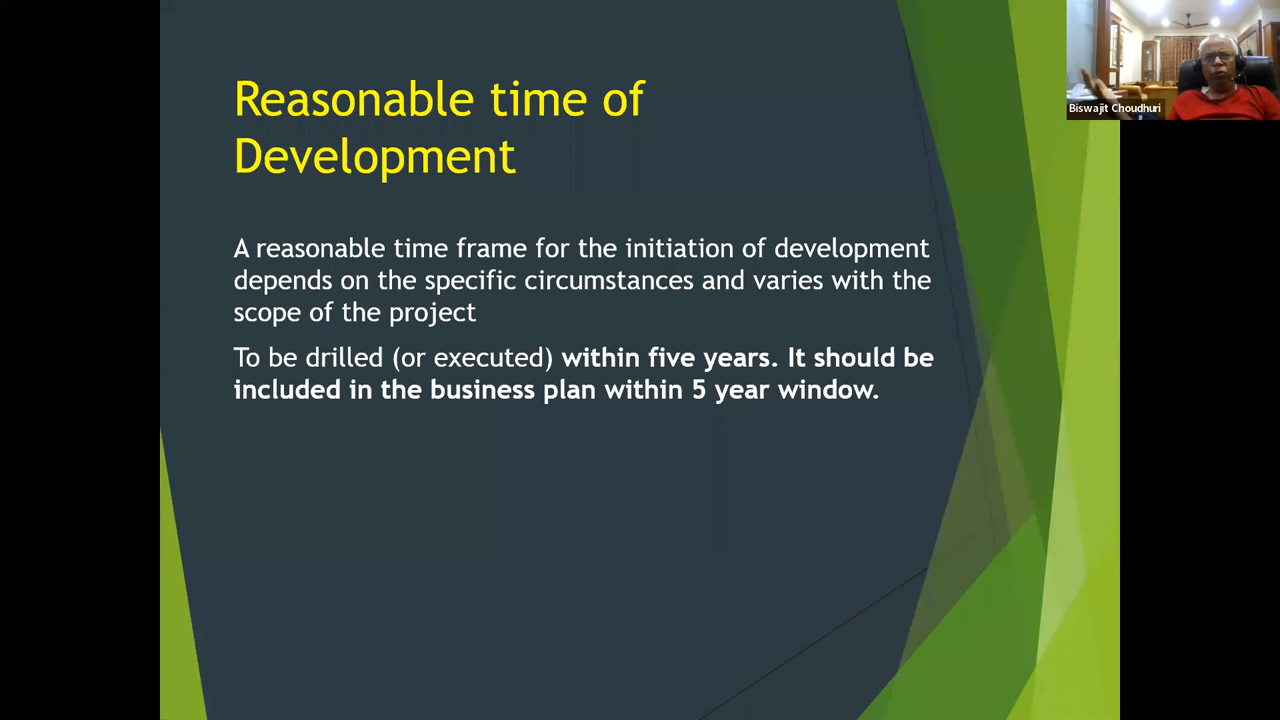 Reasonable time of
Development
A reasonable time frame for the initiation of development
depends on the specific circumstances and varies with the
scope of the project
To be drilled (or executed) within five years. It should be
included in the business plan within 5 year window.
Biswajit Choudhuri